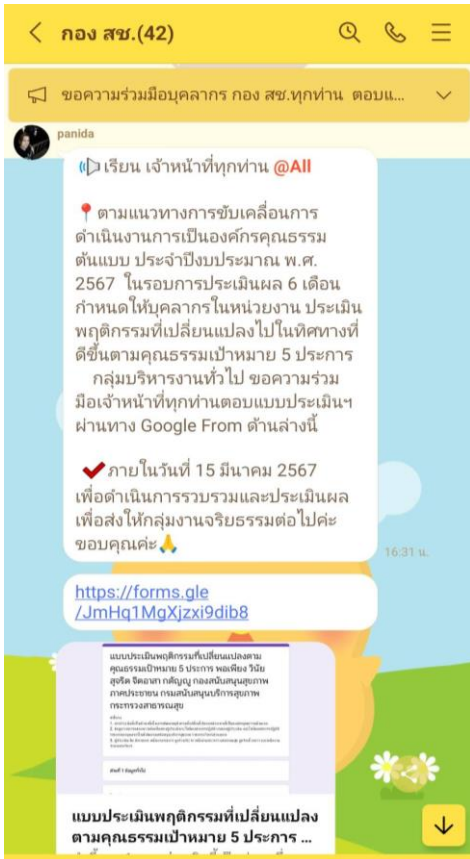 กอง สช.(42)
ขอความร่วมมือบุคลากร กอง สช.ทุกท่าน ตอบแ...
panida
เรียน เจ้าหน้าที่ทุกท่าน @All
ตามแนวทางการขับเคลื่อนการ
ดำเนินงานการเป็นองค์กรคุณธรรม
ต้นแบบ ประจำปีงบประมาณ พ.ศ.
2567 ในรอบการประเมินผล 6 เดือน
กำหนดให้บุคลากรในหน่วยงาน ประเมิน
พฤติกรรมที่เปลี่ยนแปลงไปในทิศทางที่
ดีขึ้นตามคุณธรรมเป้าหมาย 5 ประการ
กลุ่มบริหารงานทั่วไป ขอความร่วม
มือเจ้าหน้าที่ทุกท่านตอบแบบประเมินฯ
ผ่านทาง Google From ด้านล่างนี้
ภายในวันที่ 15 มีนาคม 2567
เพื่อดำเนินการรวบรวมและประเมินผล
เพื่อส่งให้กลุ่มงานจริยธรรมต่อไปค่ะ
ขอบคุณค่ะ
16:31 น.
https://forms.gle
/JmHq1MgXjzxi9dib8
แบบประเมินพฤติกรรมที่เปลี่ยนแปลงตาม
คุณธรรมเป้าหมาย 5 ประการ พอเพียง วินัย
สุจริต จิตอาสา กตัญญู กองสนับสนุนสุขภาพ
ภาคประชาชน กรมสนับสนุนบริการสุขภาพ
กระทรวงสาธารณสุข
ส่วนที่ 1 ข้อมูลทั่วไป
แบบประเมินพฤติกรรมที่เปลี่ยนแปลง
ตามคุณธรรมเป้าหมาย 5 ประการ ...